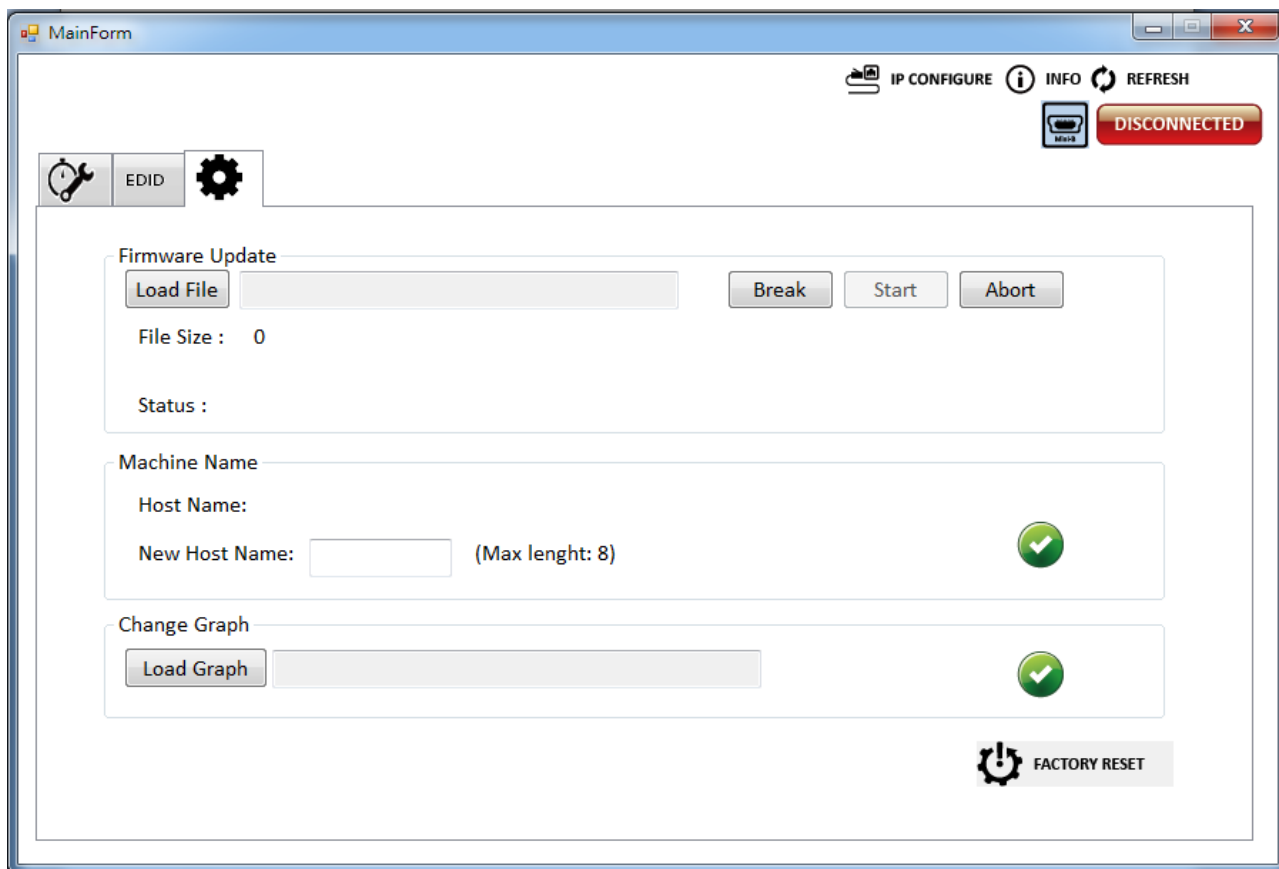 MainForm
IP CONFIGURE INFO REFRESH
DISCONNECTED
EDID
Firmware Update
Load File Break Start Abort
File Size : 0
Status :
Machine Name
Host Name:
New Host Name: (Max lenght: 8)
Change Graph
Load Graph
FACTORY RESET